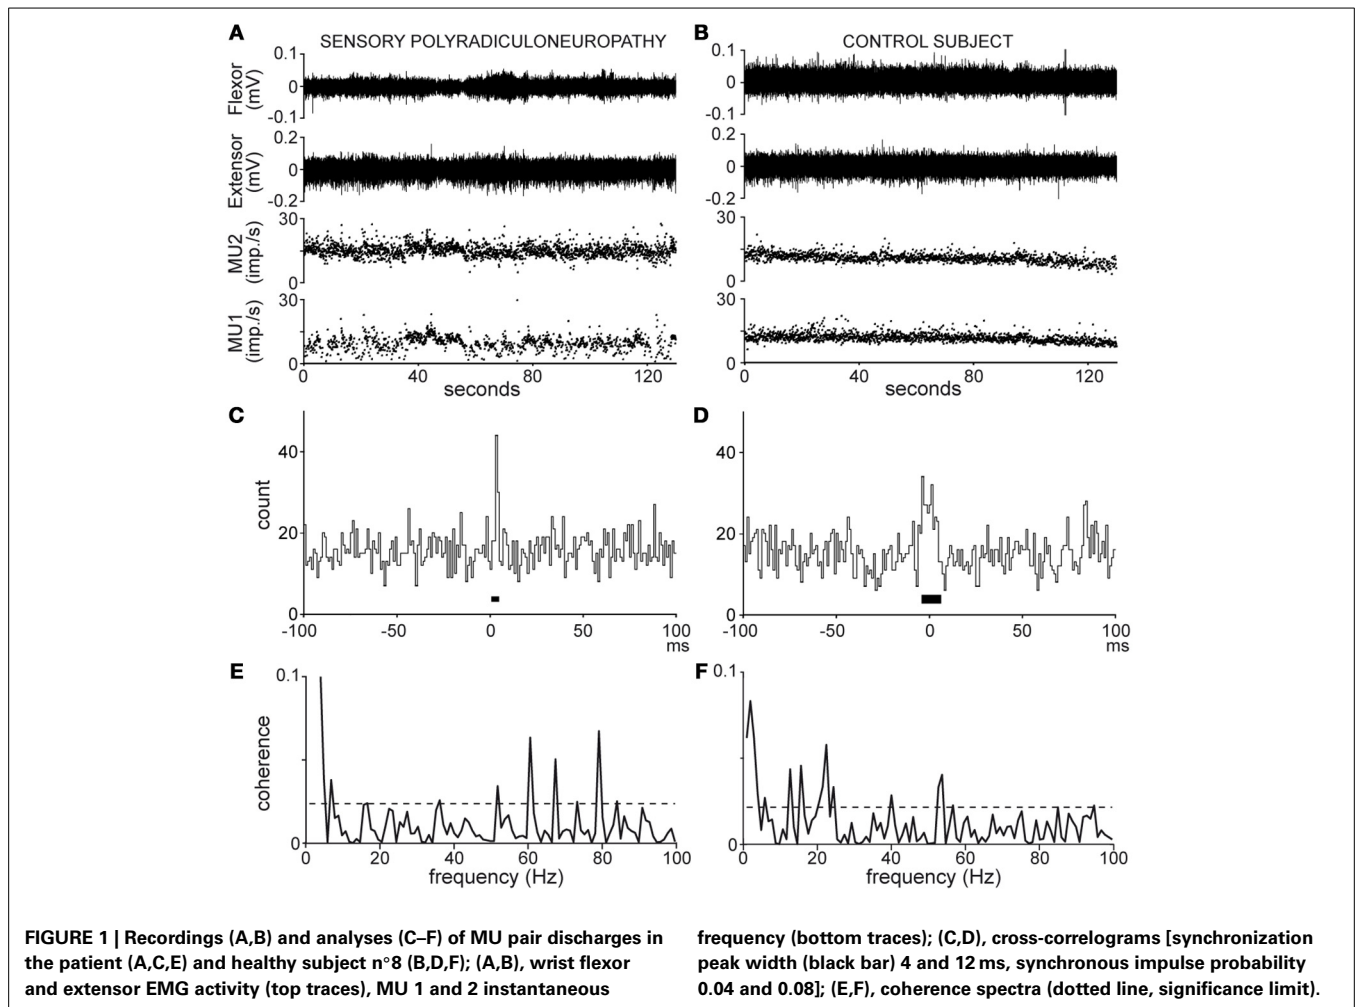 A
SENSORY POLYRADICULONEUROPATHY
B
CONTROL SUBJECT
Flexor
(mV)
0.1
0
-0.1
0.1
0
-0.1
Extensor
(mV)
0.2
0
-0.2
0.2
0
-0.2
MU2
(imp./s)
30
0
30
0
MU1
(imp./s)
30
0
30
0
0 40 80 120
seconds
0 40 80 120
seconds
C
D
count
40
20
0
40
20
0
-100 -50 0 50 100
ms
-100 -50 0 50 100
ms
E
F
coherence
0.1
0
0.1
0
0 20 40 60 80 100
frequency (Hz)
0 20 40 60 80 100
frequency (Hz)
FIGURE 1 | Recordings (A,B) and analyses (C–F) of MU pair discharges in
the patient (A,C,E) and healthy subject n°8 (B,D,F); (A,B), wrist flexor
and extensor EMG activity (top traces), MU 1 and 2 instantaneous
frequency (bottom traces); (C,D), cross-correlograms [synchronization
peak width (black bar) 4 and 12 ms, synchronous impulse probability
0.04 and 0.08]; (E,F), coherence spectra (dotted line, significance limit).